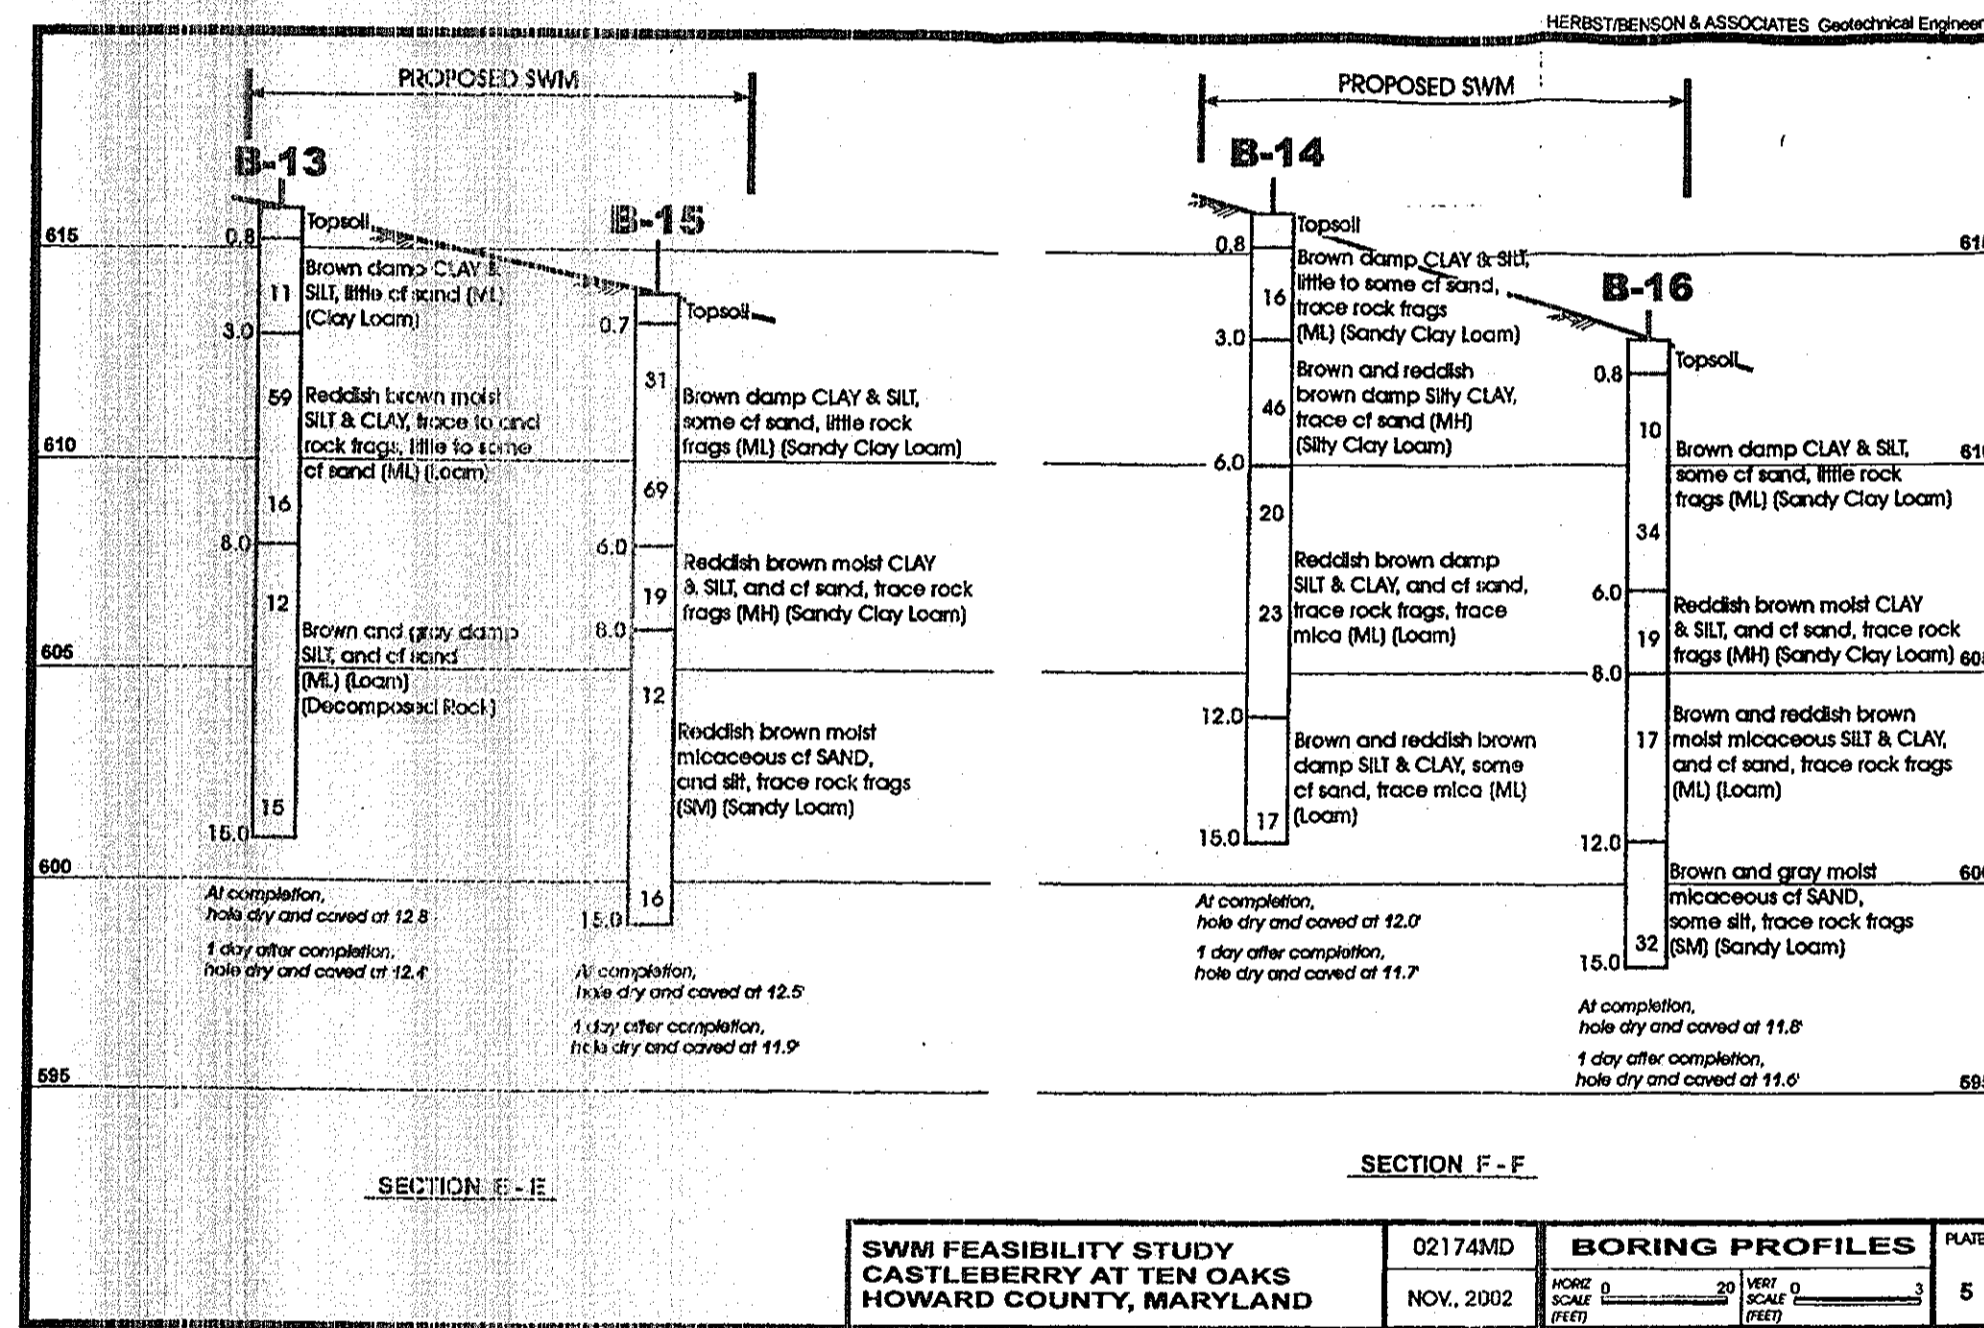 HERBST/BENSON & ASSOCIATES Geotechnical Engineer
PROPOSED SWM
B-13
Topsoil
0.8
Brown damp CLAY &
SILT, little cf sand (ML)
(Clay Loam)
11
3.0
59
Reddish brown moist
SILT & CLAY, trace to and
rock frags, little to some
cf sand (ML) (Loam)
16
8.0
12
Brown and gray damp
SILT, and cf sand
(ML) (Loam)
(Decomposed Rock)
15
15.0
At completion,
hole dry and caved at 12.8
1 day after completion,
hole dry and caved at 12.4'
B-15
Topsoil
0.7
31
Brown damp CLAY & SILT,
some cf sand, little rock
frags (ML) (Sandy Clay Loam)
69
6.0
Reddish brown moist CLAY
& SILT, and cf sand, trace rock
frags (MH) (Sandy Clay Loam)
19
8.0
12
Reddish brown moist
micaceous cf SAND,
and silt, trace rock frags
(SM) (Sandy Loam)
16
15.0
At completion,
hole dry and caved at 12.5'
1 day after completion,
hole dry and caved at 11.9'
615
610
605
600
595
SECTION E - E
PROPOSED SWM
B-14
Topsoil
0.8
Brown damp CLAY & SILT,
little to some cf sand,
trace rock frags
(ML) (Sandy Clay Loam)
16
3.0
Brown and reddish
brown damp Silty CLAY,
trace cf sand (MH)
(Silty Clay Loam)
46
6.0
20
Reddish brown damp
SILT & CLAY, and cf sand,
trace rock frags, trace
mica (ML) (Loam)
23
12.0
Brown and reddish brown
damp SILT & CLAY, some
cf sand, trace mica (ML)
(Loam)
17
15.0
At completion,
hole dry and caved at 12.0'
1 day after completion,
hole dry and caved at 11.7'
B-16
Topsoil
0.8
10
Brown damp CLAY & SILT,
some cf sand, little rock
frags (ML) (Sandy Clay Loam)
34
6.0
Reddish brown moist CLAY
& SILT, and cf sand, trace rock
frags (MH) (Sandy Clay Loam)
19
8.0
Brown and reddish brown
moist micaceous SILT & CLAY,
and cf sand, trace rock frags
(ML) (Loam)
17
12.0
Brown and gray moist
micaceous cf SAND,
some silt, trace rock frags
(SM) (Sandy Loam)
32
15.0
At completion,
hole dry and caved at 11.8'
1 day after completion,
hole dry and caved at 11.6'
SECTION F - F
SWM FEASIBILITY STUDY
CASTLEBERRY AT TEN OAKS
HOWARD COUNTY, MARYLAND
02174MD
NOV., 2002
BORING PROFILES
HORIZ SCALE (FEET) 0 20
VERT SCALE (FEET) 0 3
PLATE
5